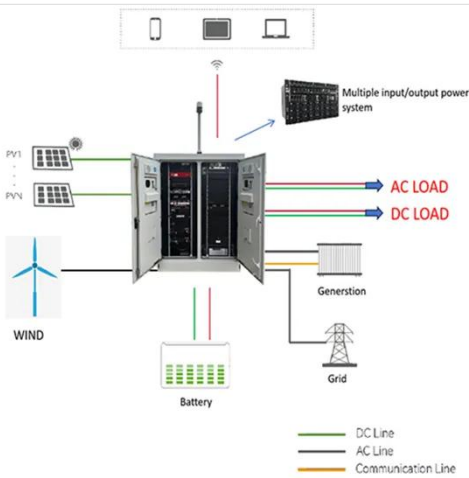 Multiple input/output power
system
PV1
PVN
AC LOAD
DC LOAD
WIND
Generstion
Grid
Battery
DC Line
AC Line
Communication Line